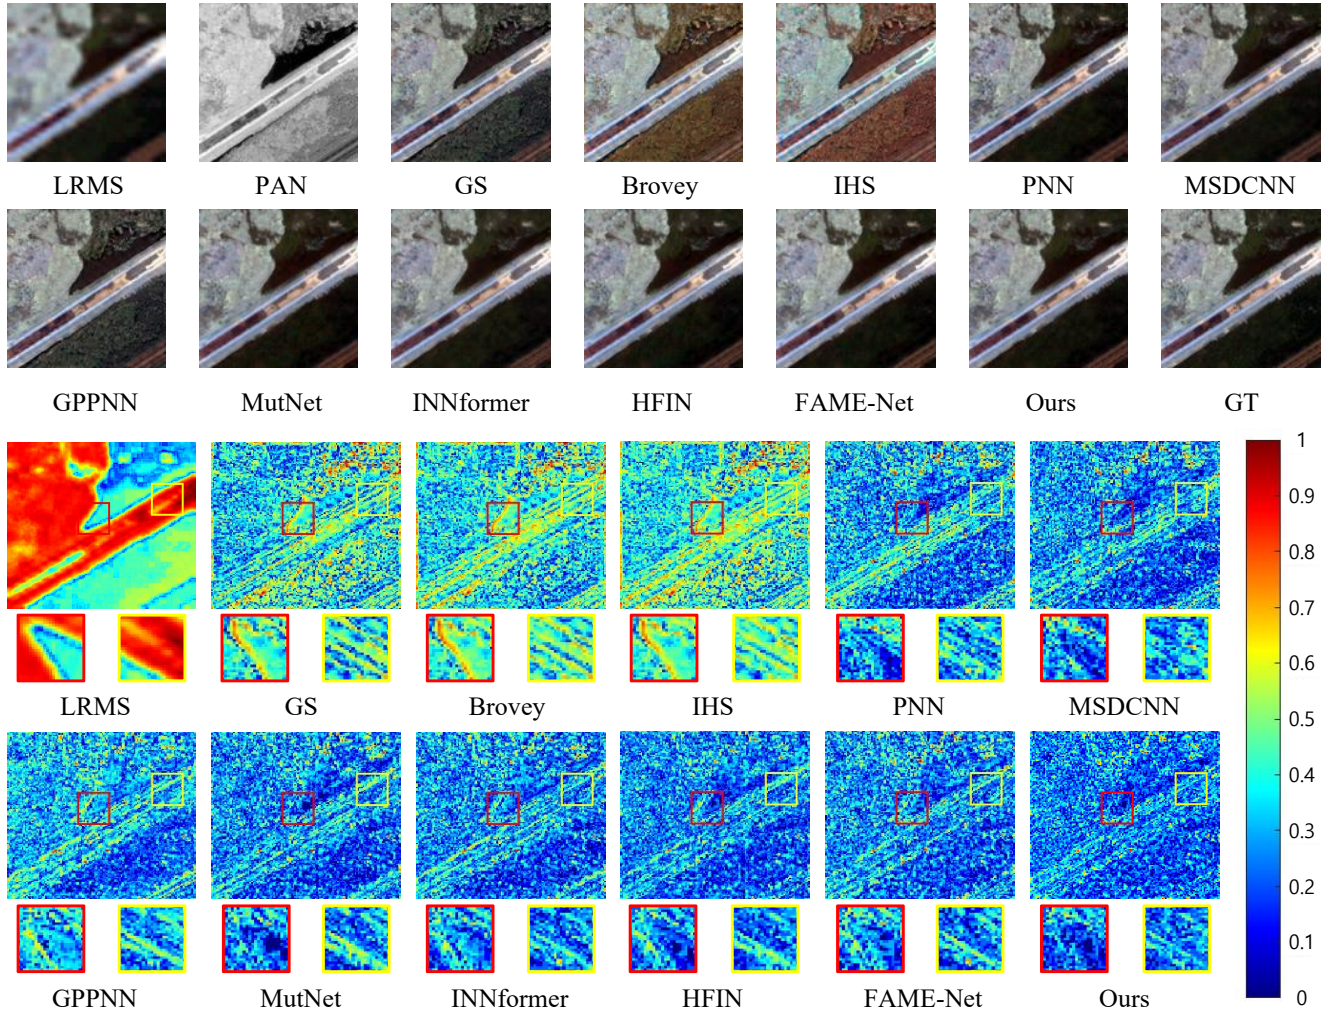 LRMS PAN GS Brovey IHS PNN MSDCNN
GPPNN MutNet INNformer HFIN FAME-Net Ours GT
1
0.9
0.8
0.7
0.6
0.5
0.4
0.3
0.2
0.1
0
LRMS GS Brovey IHS PNN MSDCNN
GPPNN MutNet INNformer HFIN FAME-Net Ours